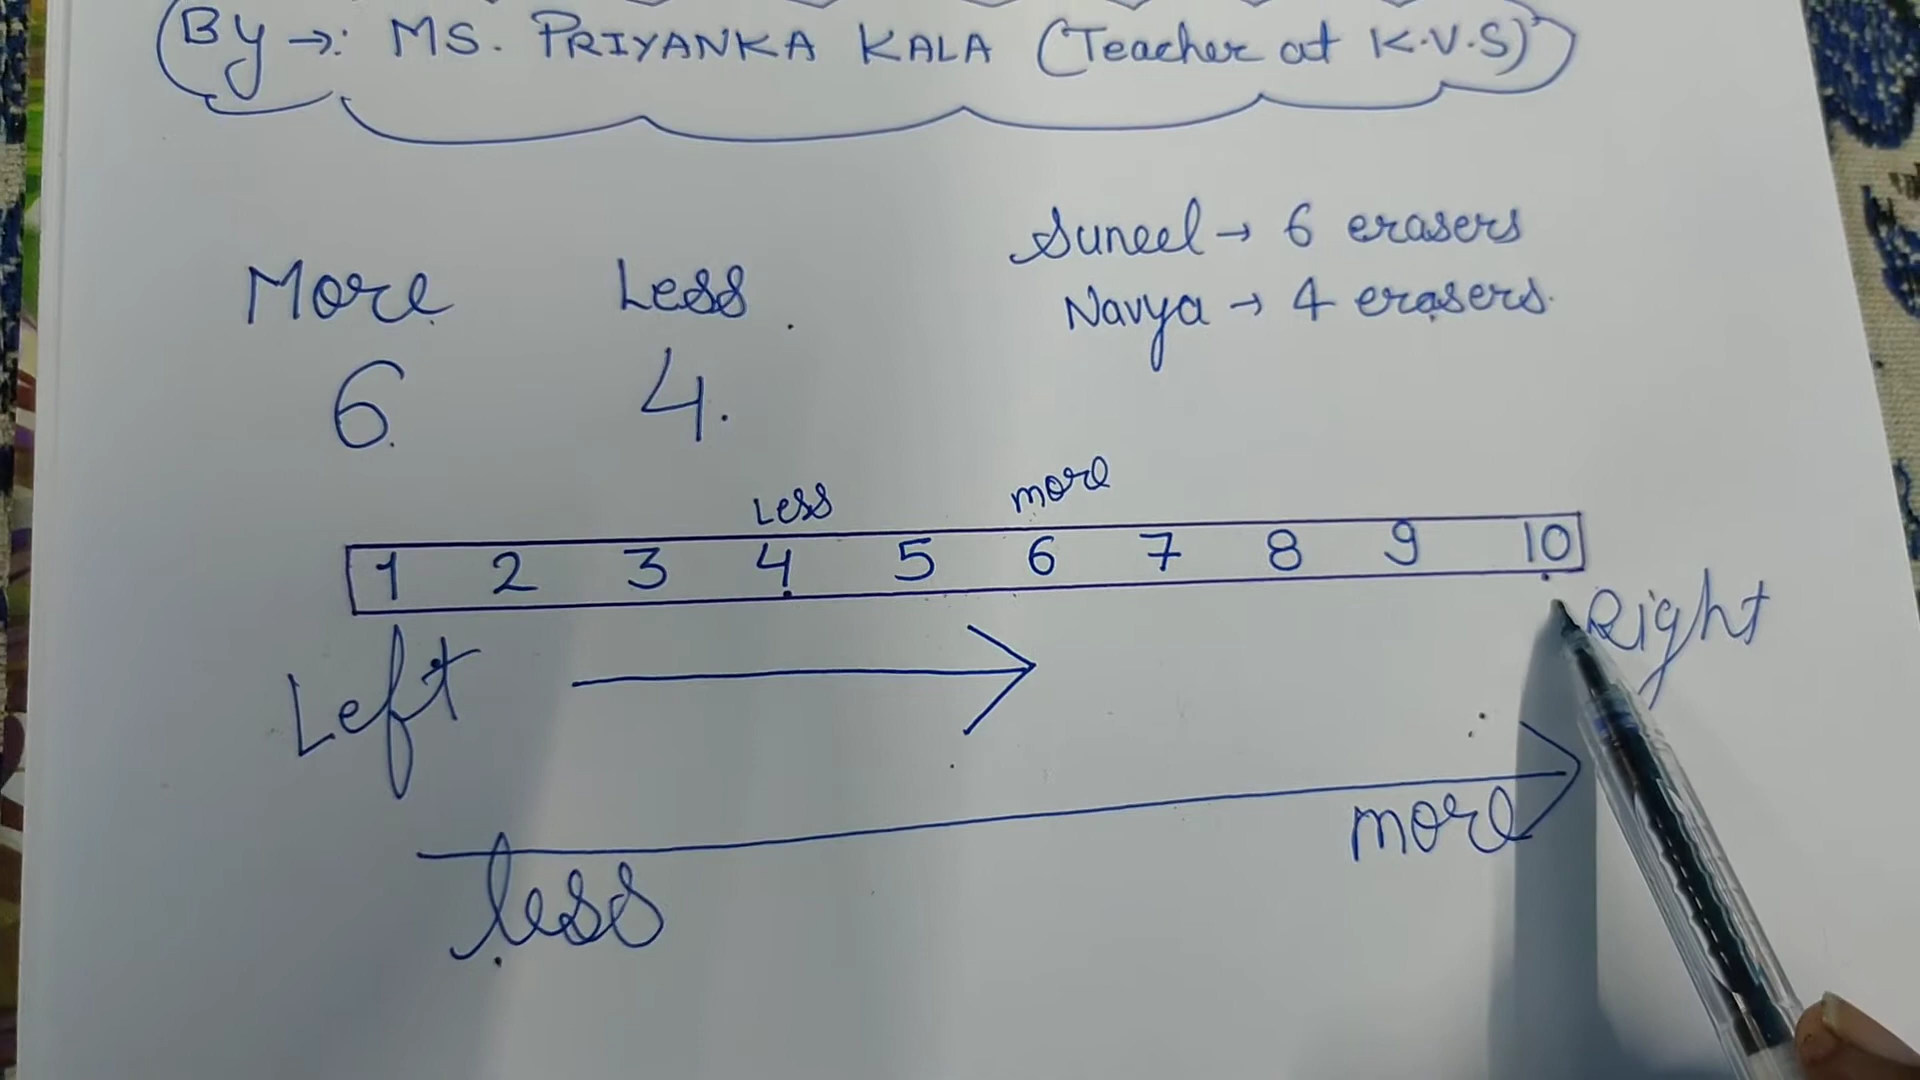 By →: MS. PRIYANKA KALA (Teacher at K.V.S)
Suneel → 6 erasers
Navya → 4 erasers.
More Less
6 4
Less more
1 2 3 4 5 6 7 8 9 10
Left Right
less more